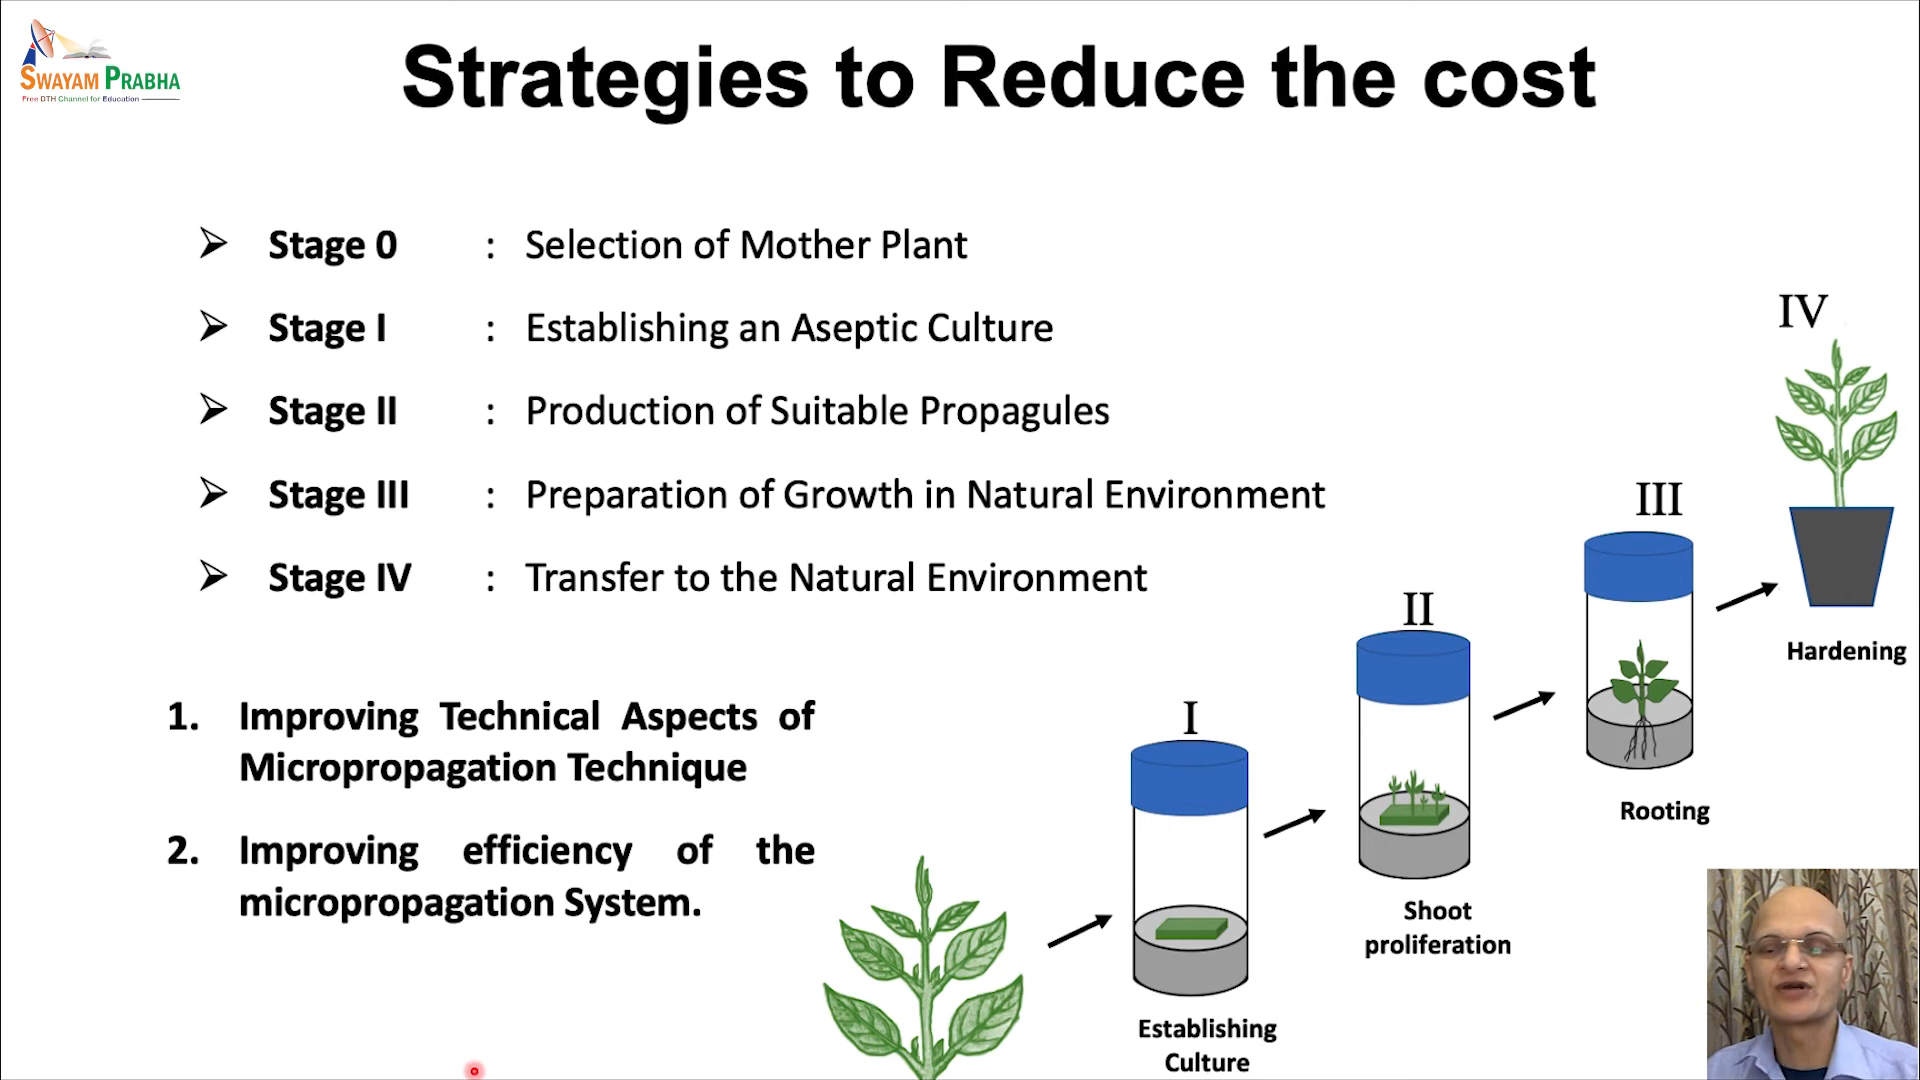 SWAYAM PRABHA
Free DTH Channel for Education
Strategies to Reduce the cost
➢ Stage 0 : Selection of Mother Plant
➢ Stage I : Establishing an Aseptic Culture
➢ Stage II : Production of Suitable Propagules
➢ Stage III : Preparation of Growth in Natural Environment
➢ Stage IV : Transfer to the Natural Environment
1. Improving Technical Aspects of
Micropropagation Technique
2. Improving efficiency of the
micropropagation System.
I
Establishing
Culture
II
Shoot
proliferation
III
Rooting
IV
Hardening